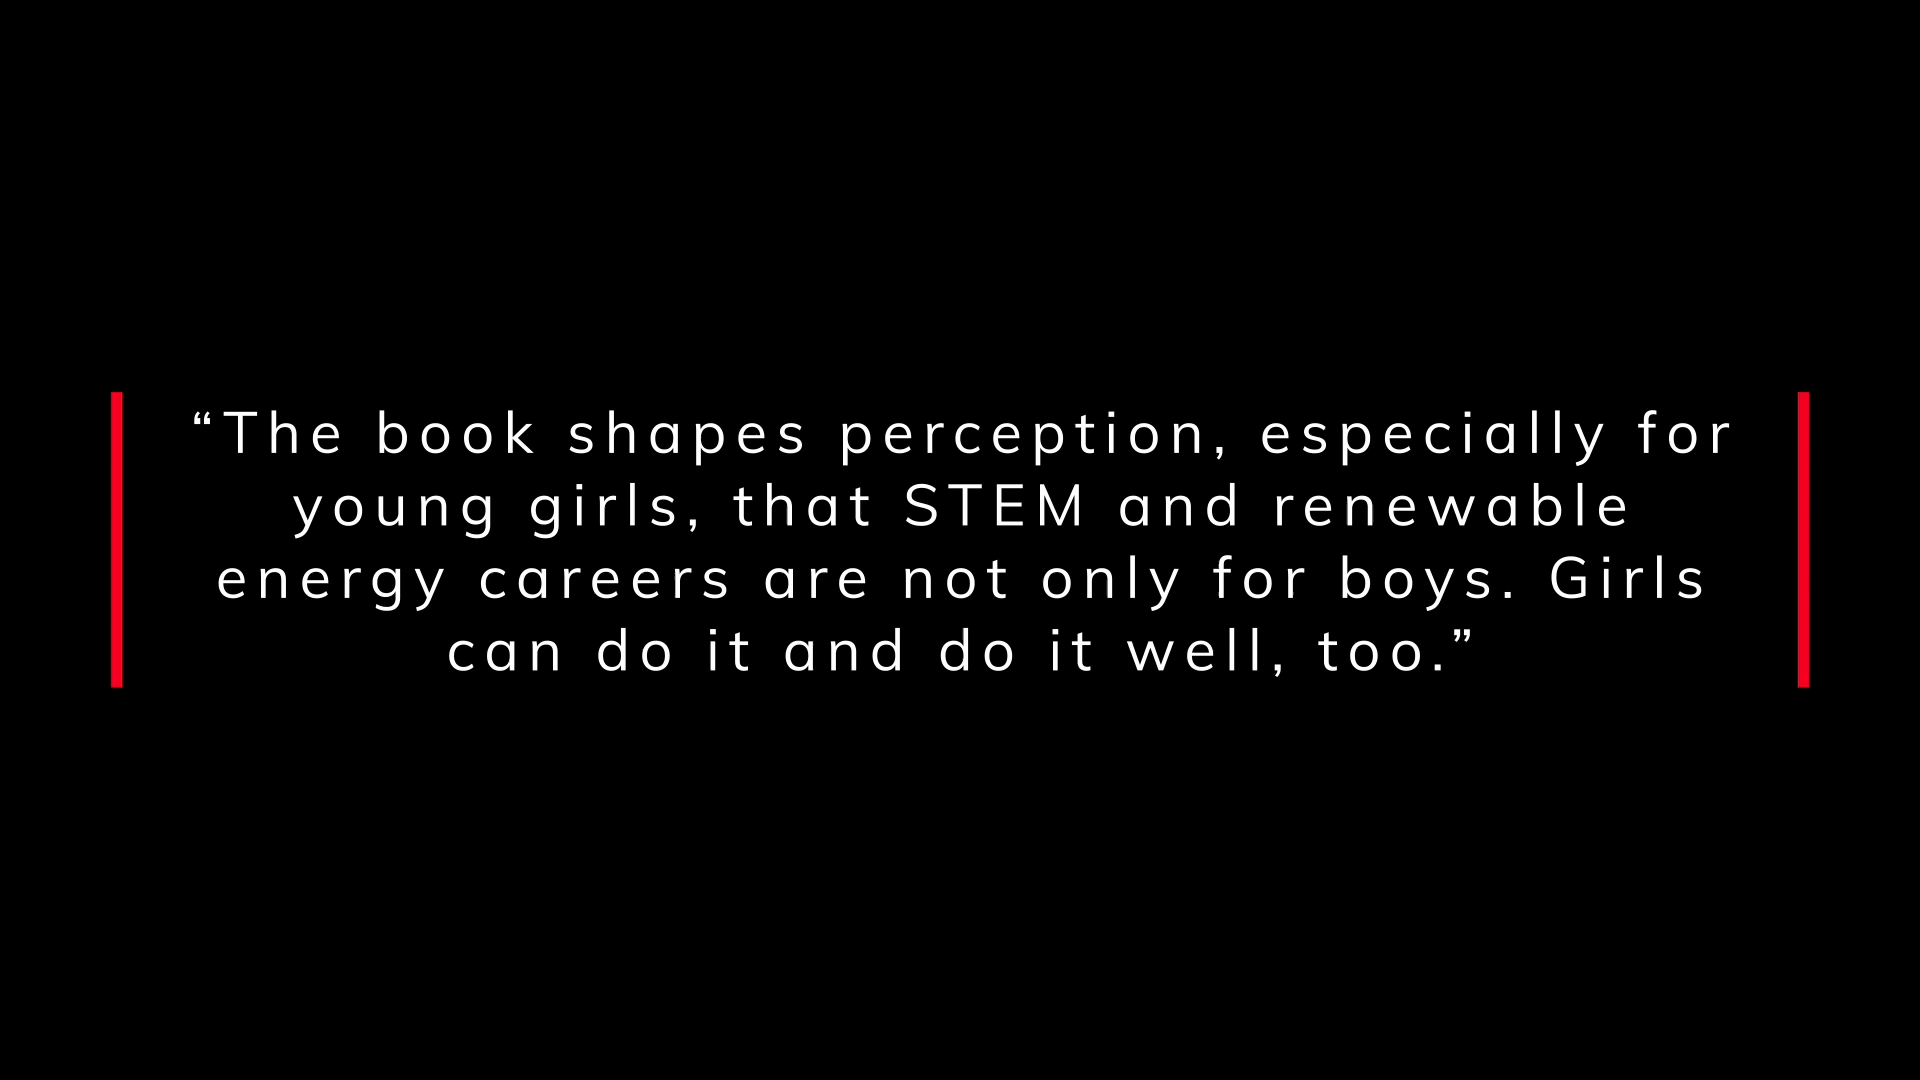 “The book shapes perception, especially for
young girls, that STEM and renewable
energy careers are not only for boys. Girls
can do it and do it well, too.”